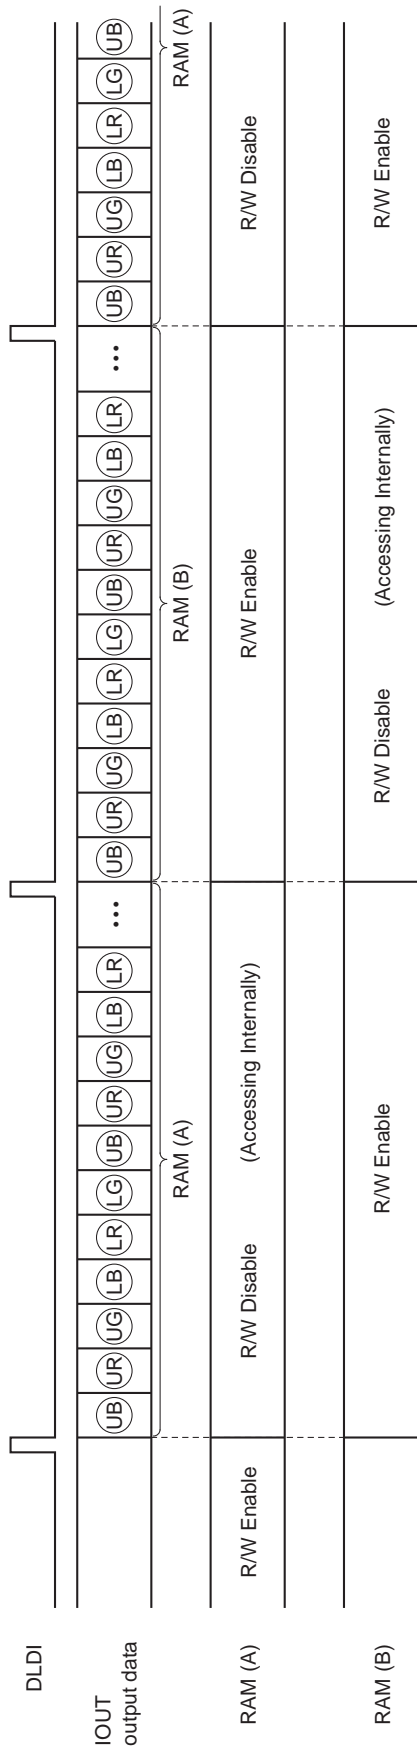 DLDI
IOUT
output data
UB UR UG LB LR LG UB UR UG LB LR ... UB UR UG LB LR LG UB UR UG LB LR ... UB UR UG LB LR LG UB
RAM (A) RAM (B) RAM (A)
RAM (A) R/W Enable R/W Disable (Accessing Internally) R/W Enable R/W Disable
RAM (B) R/W Enable R/W Disable (Accessing Internally) R/W Enable